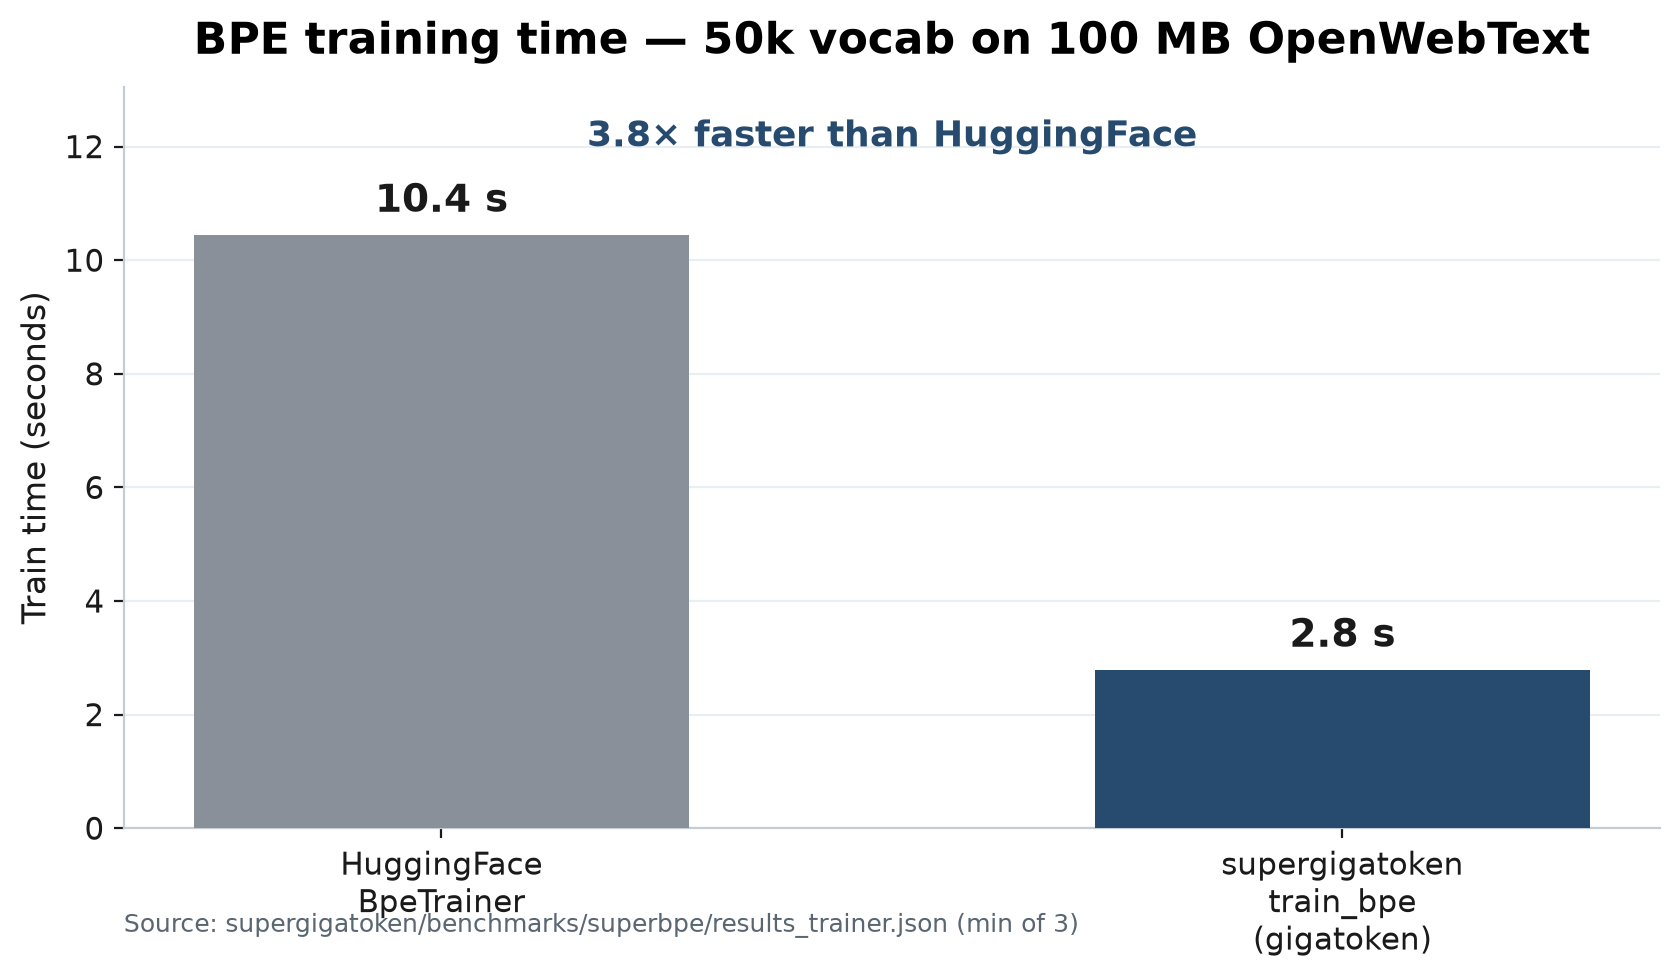 BPE training time — 50k vocab on 100 MB OpenWebText
3.8× faster than HuggingFace
12
10.4 s
10
8
6
4
2.8 s
2
0
Train time (seconds)
HuggingFace
BpeTrainer
supergigatoken
train_bpe
(gigatoken)
Source: supergigatoken/benchmarks/superbpe/results_trainer.json (min of 3)